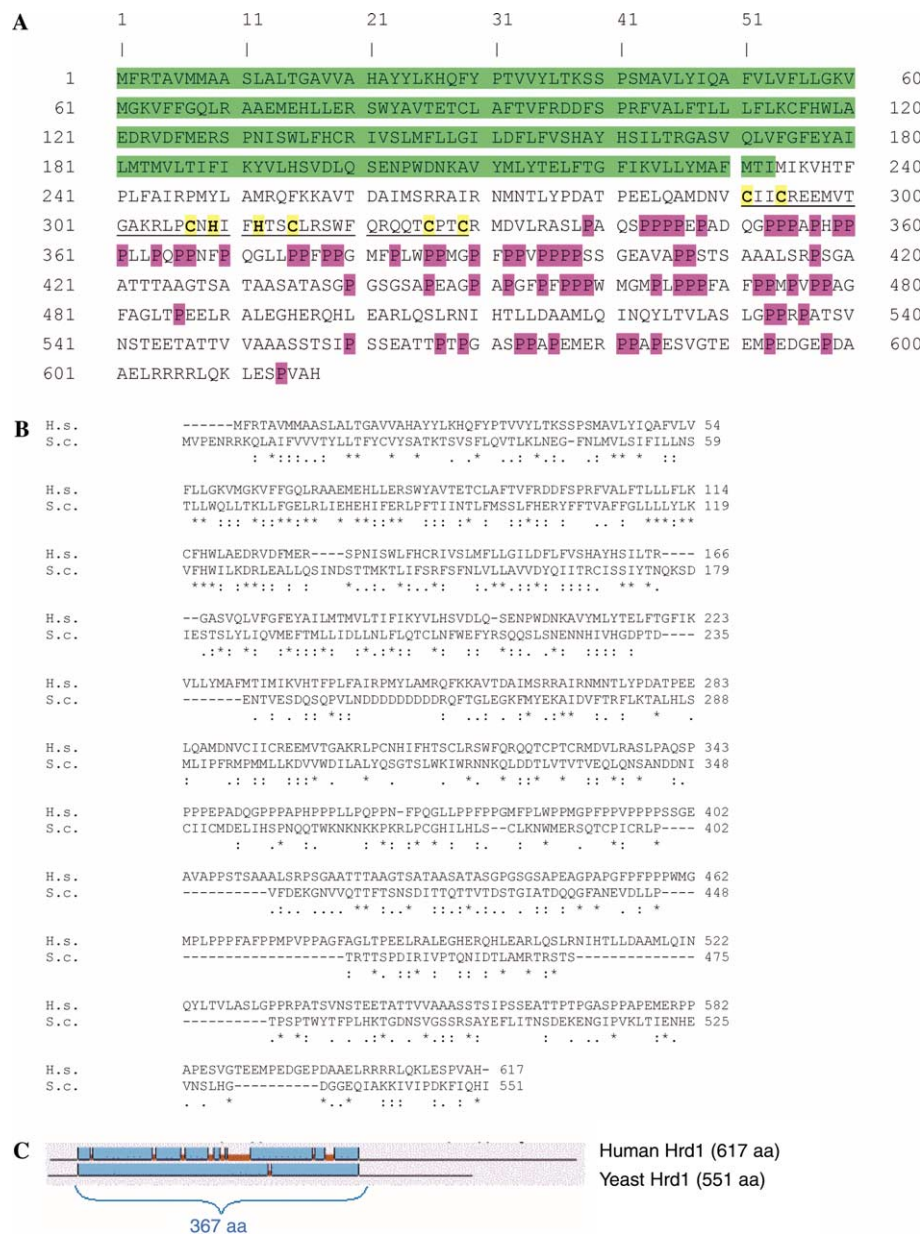 A
1 11 21 31 41 51
| | | | | |
1 MFRTAVMMAA SLALTGAVVA HAYYLKHQFY PTVVYLTKSS PSMAVLYIQA FVLVFLLGKV 60
61 MGKVFFGQLR AAEMEHLLER SWYAVTETCL AFTVFRDDFS PRFVALFTLL LFLKCFHWLA 120
121 EDRVDFMERS PNISWLFHCR IVSLMFLLGI LDFLFVSHAY HSILTRGASV QLVFGFEYAI 180
181 LMTMVLTIFI KYVLHSVDLQ SENPWDNKAV YMLYTELFTG FIKVLLYMAF MTIMIKVHTF 240
241 PLFAIRPMYL AMRQFKKAVT DAIMSRRAIR NMNTLYPDAT PEELQAMDNV CIICREEMVT 300
301 GAKRLPCNHI FHTSCLRSWF QRQQTCPTCR MDVLRASLPA QSPPPPEPAD QGPPPAPHPP 360
361 PLLPQPPNFP QGLLPPFPPG MFPLWPPMGP FPPVPPPPSS GEAVAPPSTS AAALSRPSGA 420
421 ATTTAAGTSA TAASATASGP GSGSAPEAGP APGFPFPPPW MGMPLPPPFA FPPMPVPPAG 480
481 FAGLTPEELR ALEGHERQHL EARLQSLRNI HTLLDAAMLQ INQYLTVLAS LGPPRPATSV 540
541 NSTEETATTV VAAASSTSIP SSEATTPTPG ASPPAPEMER PPAPESVGTE EMPEDGEPDA 600
601 AELRRRRLQK LESPVAH
B
H.s. ------MFRTAVMMAASLALTGAVVAHAYYLKHQFYPTVVYLTKSSPSMAVLYIQAFVLV 54
S.c. MVPENRRKQLAIFVVVTYLLTFYCVYSATKTSVSFLQVTLKLNEG-FNLMVLSIFILLNS 59
H.s. FLLGKVMGKVFFGQLRAAEMEHLLERSWYAVTETCLAFTVFRDDFSPRFVALFTLLLFLK 114
S.c. TLLWQLLTKLLFGELRLIEHEHIFERLPFTIINTLFMSSLFHERYFFTVAFFGLLLLYLK 119
H.s. CFHWLAEDRVDFMER----SPNISWLFHCRIVSLMFLLGILDFLFVSHAYHSILTR---- 166
S.c. VFHWILKDRLEALLQSINDSTTMKTLIFSRFSFNLVLLAVVDYQIITRCISSIYTNQKSD 179
H.s. --GASVQLVFGFEYAILMTMVLTIFIKYVLHSVDLQ-SENPWDNKAVYMLYTELFTGFIK 223
S.c. IESTSLYLIQVMEFTMLLIDLLNLFLQTCLNFWEFYRSQQSLSNENNHIVHGDPTD---- 235
H.s. VLLYMAFMTIMIKVHTFPLFAIRPMYLAMRQFKKAVTDAIMSRRAIRNMNTLYPDATPEE 283
S.c. -------ENTVESDQSQPVLNDDDDDDDDDRQFTGLEGKFMYEKAIDVFTRFLKTALHLS 288
H.s. LQAMDNVCIICREEMVTGAKRLPCNHIFHTSCLRSWFQRQQTCPTCRMDVLRASLPAQSP 343
S.c. MLIPFRMPMMLLKDVVWDILALYQSGTSLWKIWRNNKQLDDTLVTVTVEQLQNSANDDNI 348
H.s. PPPEPADQGPPPAPHPPPLLPQPPN-FPQGLLPPFPPGMFPLWPPMGPFPPVPPPPSSGE 402
S.c. CIICMDELIHSPNQQTWKNKNKKPKRLPCGHILHLS--CLKNWMERSQTCPICRLP---- 402
H.s. AVAPPSTSAAALSRPSGAATTTAAGTSATAASATASGPGSGSAPEAGPAPGFPFPPPWMG 462
S.c. ----------VFDEKGNVVQTTFTSNSDITTQTTVTDSTGIATDQQGFANEVDLLP---- 448
H.s. MPLPPPFAFPPMPVPPAGFAGLTPEELRALEGHERQHLEARLQSLRNIHTLLDAAMLQIN 522
S.c. ------------------TRTTSPDIRIVPTQNIDTLAMRTRSTS--------------- 475
H.s. QYLTVLASLGPPRPATSVNSTEETATTVVAAASSTSIPSSEATTPTPGASPPAPEMERPP 582
S.c. ----------TPSPTWYTFPLHKTGDNSVGSSRSAYEFLITNSDEKENGIPVKLTIENHE 525
H.s. APESVGTEEMPEDGEPDAAELRRRRLQKLESPVAH- 617
S.c. VNSLHG---------DGGEQIAKKIVIPDKFIQHI 551
C
Human Hrd1 (617 aa)
Yeast Hrd1 (551 aa)
367 aa